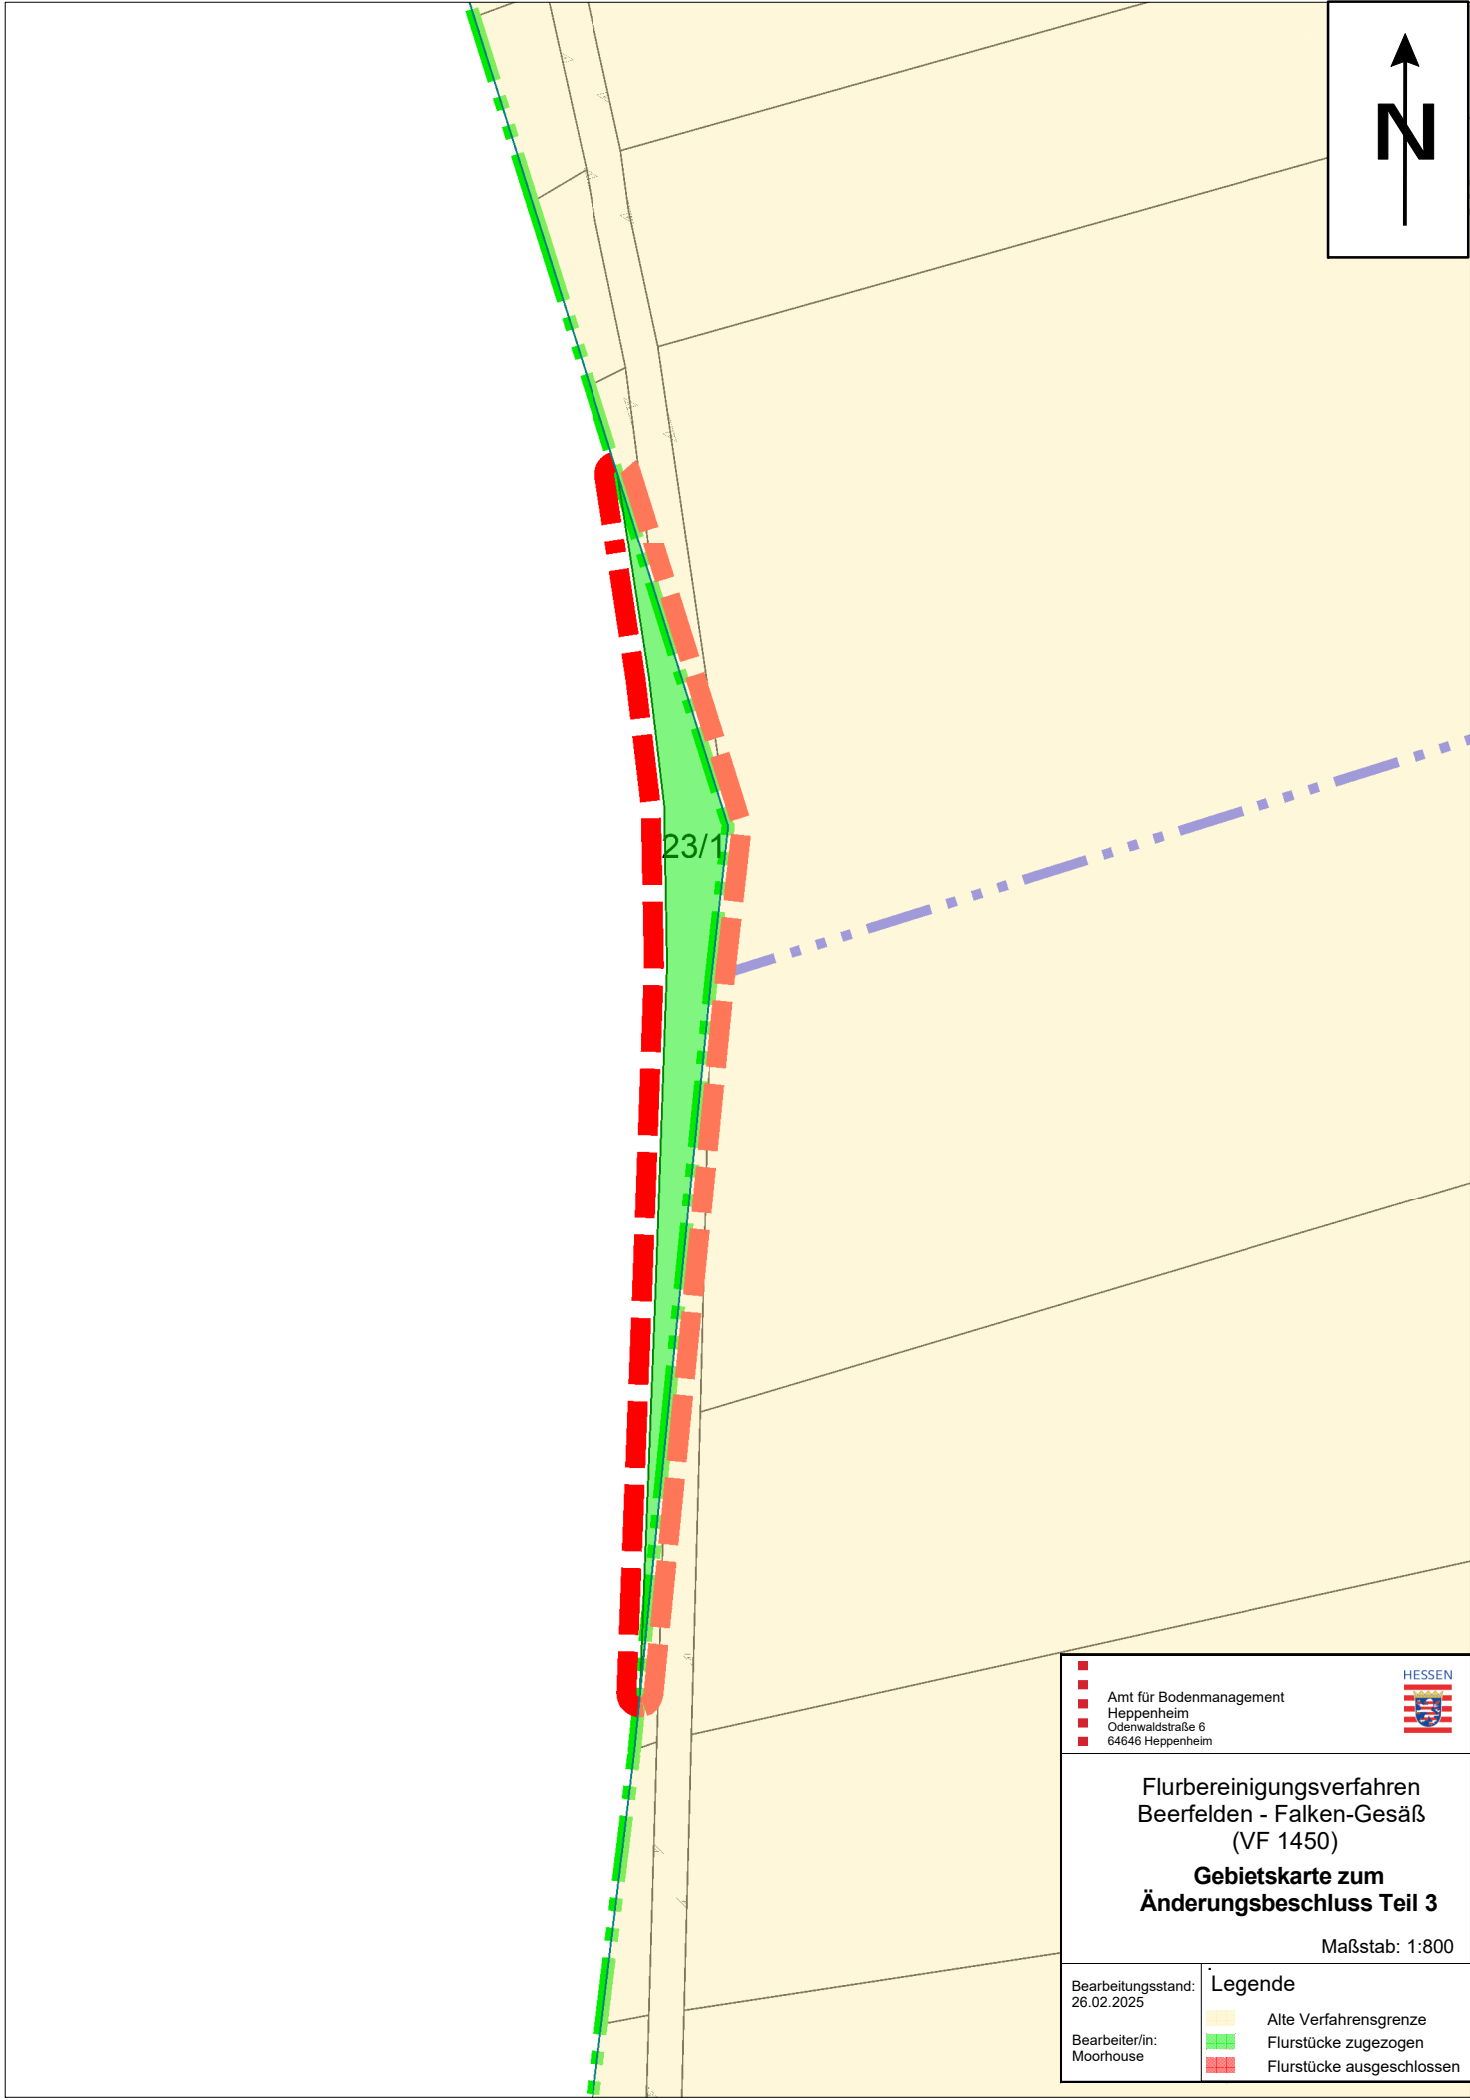 N
23/1
HESSEN
Amt für Bodenmanagement
Heppenheim
Odenwaldstraße 6
64646 Heppenheim
Flurbereinigungsverfahren
Beerfelden - Falken-Gesäß
(VF 1450)
Gebietskarte zum
Änderungsbeschluss Teil 3
Maßstab: 1:800
Bearbeitungsstand:
26.02.2025
Bearbeiter/in:
Moorhouse
Legende
Alte Verfahrensgrenze
Flurstücke zugezogen
Flurstücke ausgeschlossen